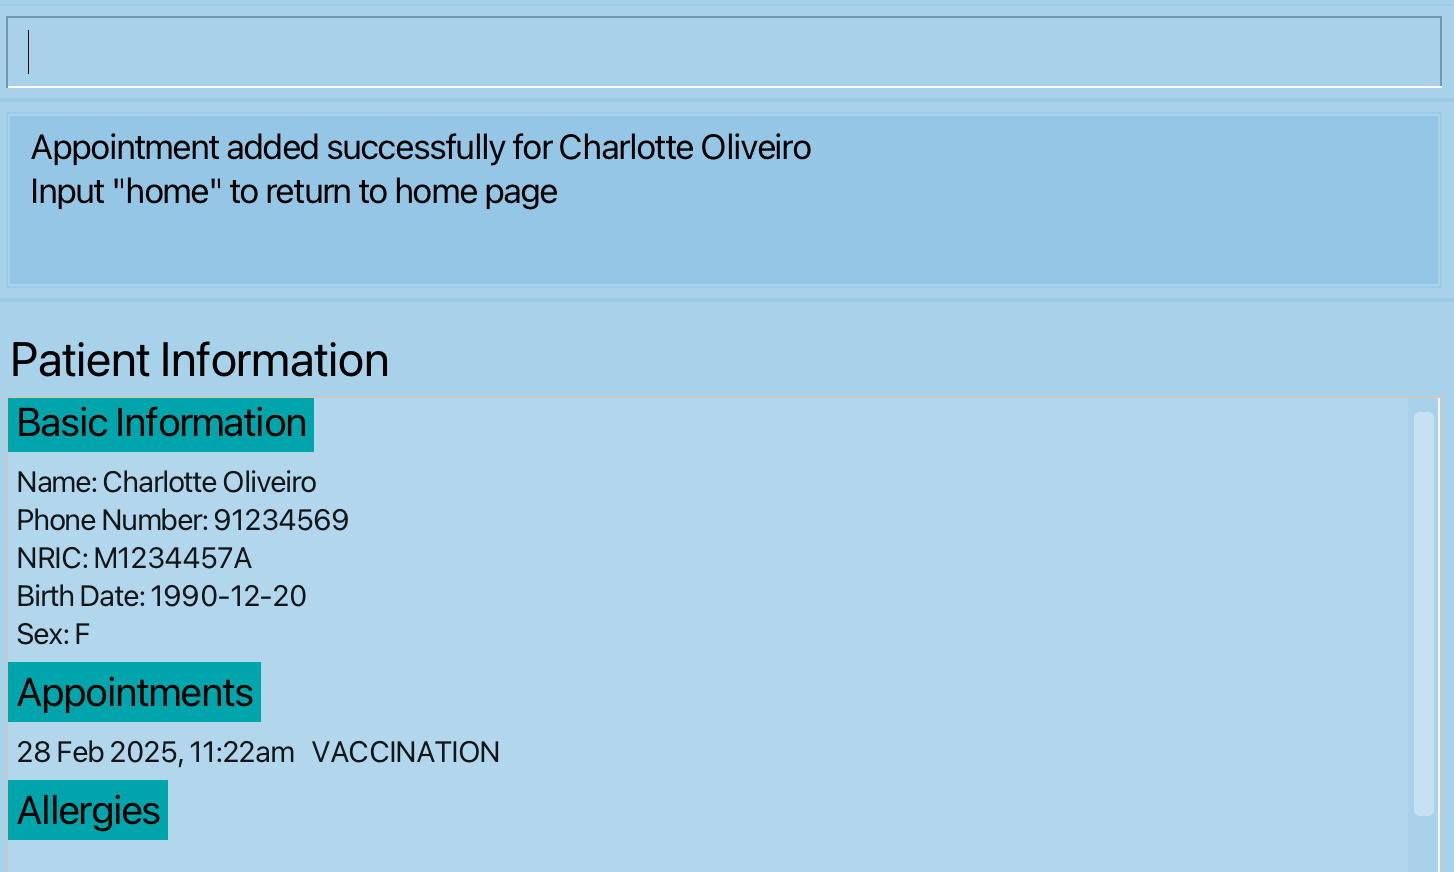 Appointment added successfully for Charlotte Oliveiro
Input "home" to return to home page
Patient Information
Basic Information
Name: Charlotte Oliveiro
Phone Number: 91234569
NRIC: M1234457A
Birth Date: 1990-12-20
Sex: F
Appointments
28 Feb 2025, 11:22am VACCINATION
Allergies